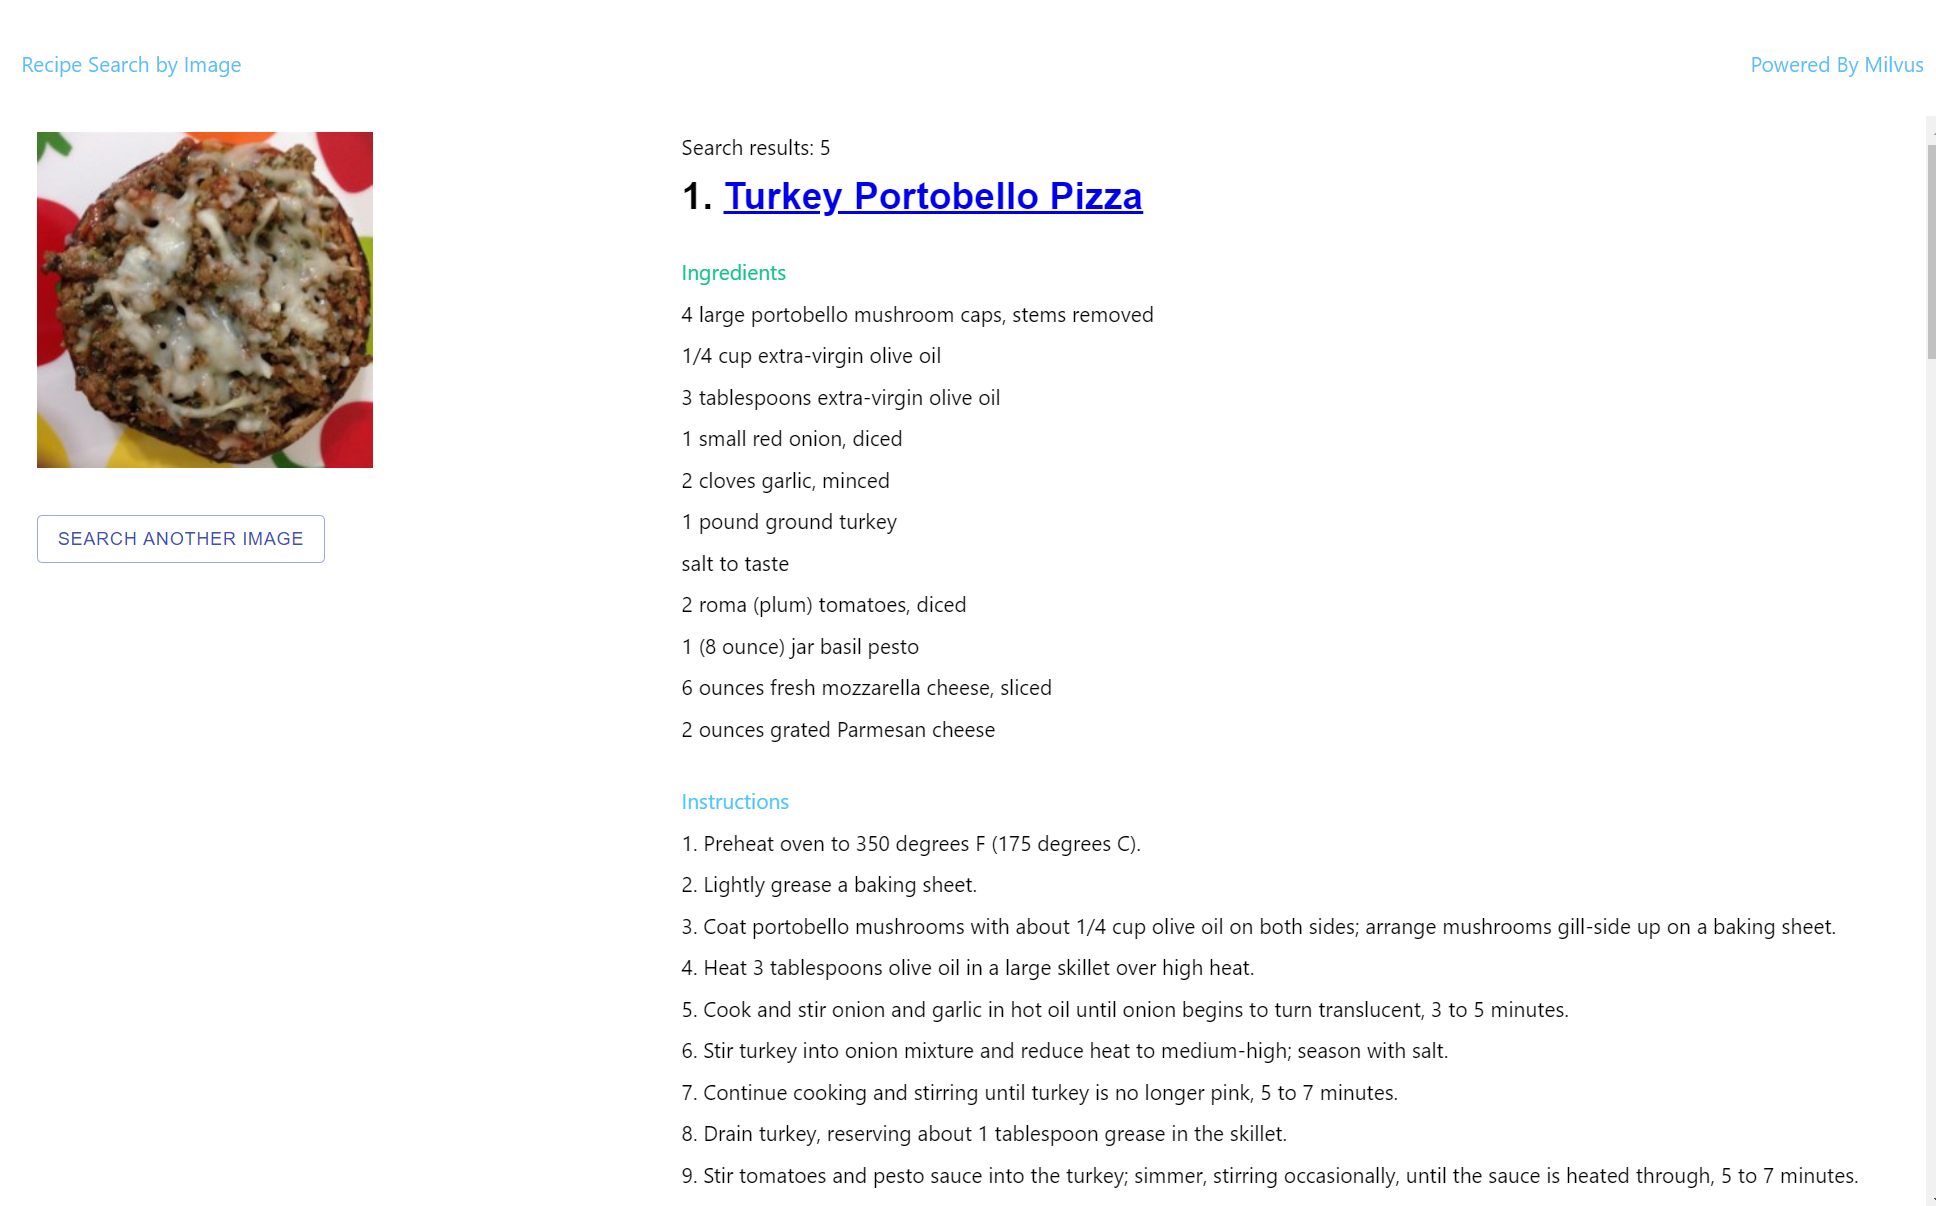 Recipe Search by Image
Powered By Milvus
SEARCH ANOTHER IMAGE
Search results: 5
1. Turkey Portobello Pizza
Ingredients
4 large portobello mushroom caps, stems removed
1/4 cup extra-virgin olive oil
3 tablespoons extra-virgin olive oil
1 small red onion, diced
2 cloves garlic, minced
1 pound ground turkey
salt to taste
2 roma (plum) tomatoes, diced
1 (8 ounce) jar basil pesto
6 ounces fresh mozzarella cheese, sliced
2 ounces grated Parmesan cheese
Instructions
1. Preheat oven to 350 degrees F (175 degrees C).
2. Lightly grease a baking sheet.
3. Coat portobello mushrooms with about 1/4 cup olive oil on both sides; arrange mushrooms gill-side up on a baking sheet.
4. Heat 3 tablespoons olive oil in a large skillet over high heat.
5. Cook and stir onion and garlic in hot oil until onion begins to turn translucent, 3 to 5 minutes.
6. Stir turkey into onion mixture and reduce heat to medium-high; season with salt.
7. Continue cooking and stirring until turkey is no longer pink, 5 to 7 minutes.
8. Drain turkey, reserving about 1 tablespoon grease in the skillet.
9. Stir tomatoes and pesto sauce into the turkey; simmer, stirring occasionally, until the sauce is heated through, 5 to 7 minutes.